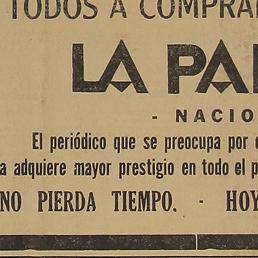 TODOS A COMPRAR
LA PA
- NACIO
El periódico que se preocupa por
a adquiere mayor prestigio en todo el p
NO PIERDA TIEMPO. - HOY